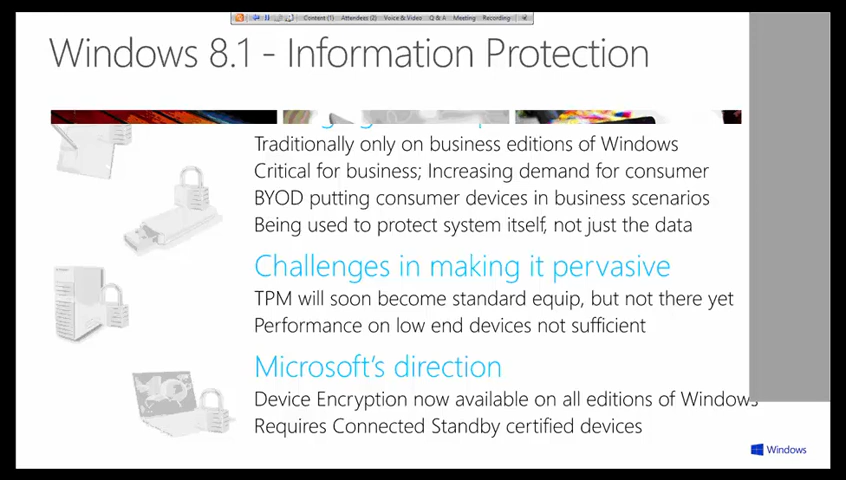 Content (1) Attendees (2) Voice & Video Q & A Meeting Recording
Windows 8.1 - Information Protection
Traditionally only on business editions of Windows
Critical for business; Increasing demand for consumer
BYOD putting consumer devices in business scenarios
Being used to protect system itself, not just the data
Challenges in making it pervasive
TPM will soon become standard equip, but not there yet
Performance on low end devices not sufficient
Microsoft's direction
Device Encryption now available on all editions of Windows
Requires Connected Standby certified devices
Windows